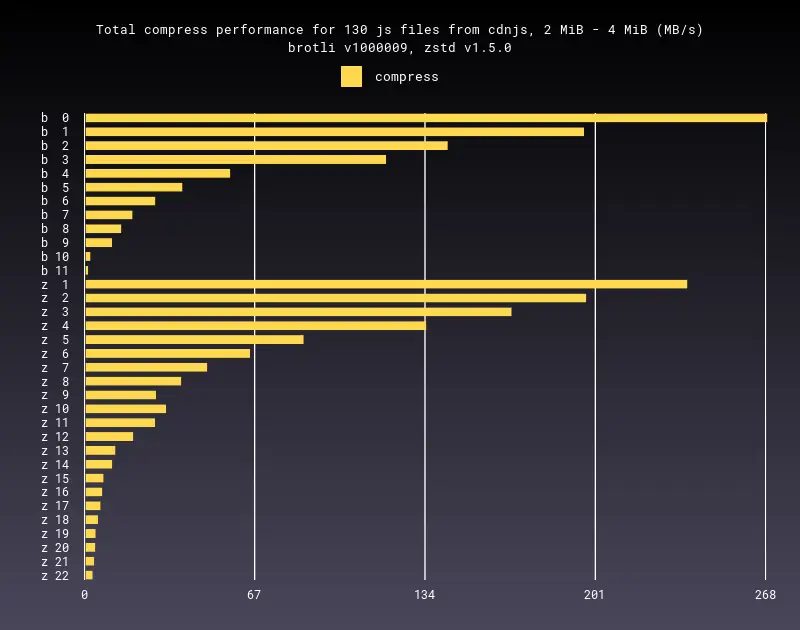 Total compress performance for 130 js files from cdnjs, 2 MiB - 4 MiB (MB/s)
brotli v1000009, zstd v1.5.0
compress
b 0
b 1
b 2
b 3
b 4
b 5
b 6
b 7
b 8
b 9
b 10
b 11
z 1
z 2
z 3
z 4
z 5
z 6
z 7
z 8
z 9
z 10
z 11
z 12
z 13
z 14
z 15
z 16
z 17
z 18
z 19
z 20
z 21
z 22
0 67 134 201 268